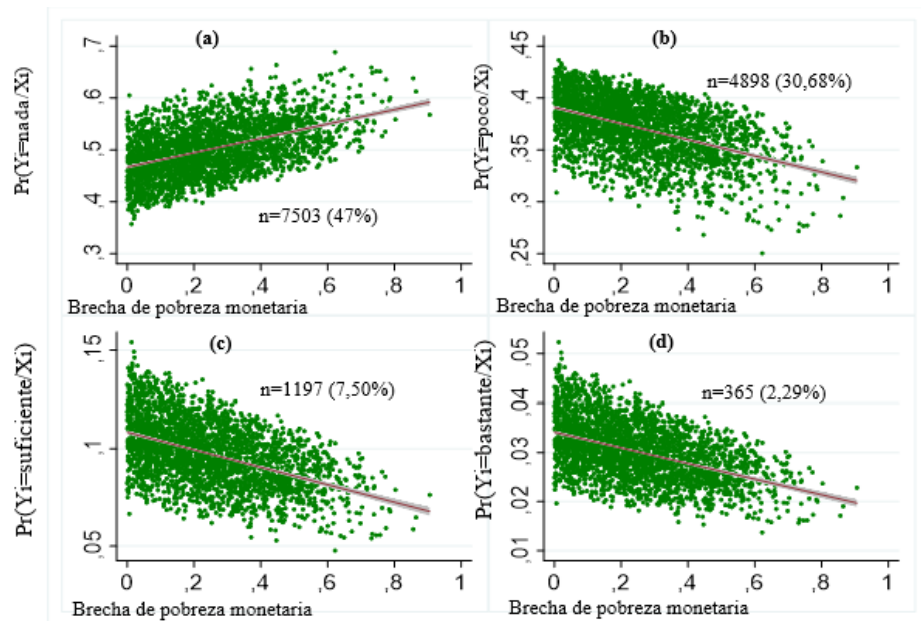 (a)
Pr(Yi=nada/Xi)
,7
,6
,5
,4
,3
n=7503 (47%)
0 ,2 ,4 ,6 ,8 1
Brecha de pobreza monetaria
(b)
Pr(Yi=poco/Xi)
,45
,4
,35
,3
,25
n=4898 (30,68%)
0 ,2 ,4 ,6 ,8 1
Brecha de pobreza monetaria
(c)
Pr(Yi=suficiente/Xi)
,15
,1
,05
n=1197 (7,50%)
0 ,2 ,4 ,6 ,8 1
Brecha de pobreza monetaria
(d)
Pr(Yi=bastante/Xi)
,05
,04
,03
,02
,01
n=365 (2,29%)
0 ,2 ,4 ,6 ,8 1
Brecha de pobreza monetaria